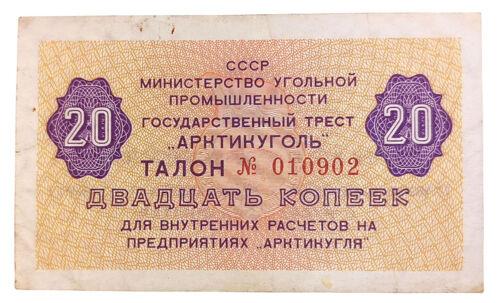 СССР
МИНИСТЕРСТВО УГОЛЬНОЙ
ПРОМЫШЛЕННОСТИ
ГОСУДАРСТВЕННЫЙ ТРЕСТ
„АРКТИКУГОЛЬ"
20 20
ТАЛОН № 010902
ДВАДЦАТЬ КОПЕЕК
ДЛЯ ВНУТРЕННИХ РАСЧЕТОВ НА
ПРЕДПРИЯТИЯХ „АРКТИКУГЛЯ"